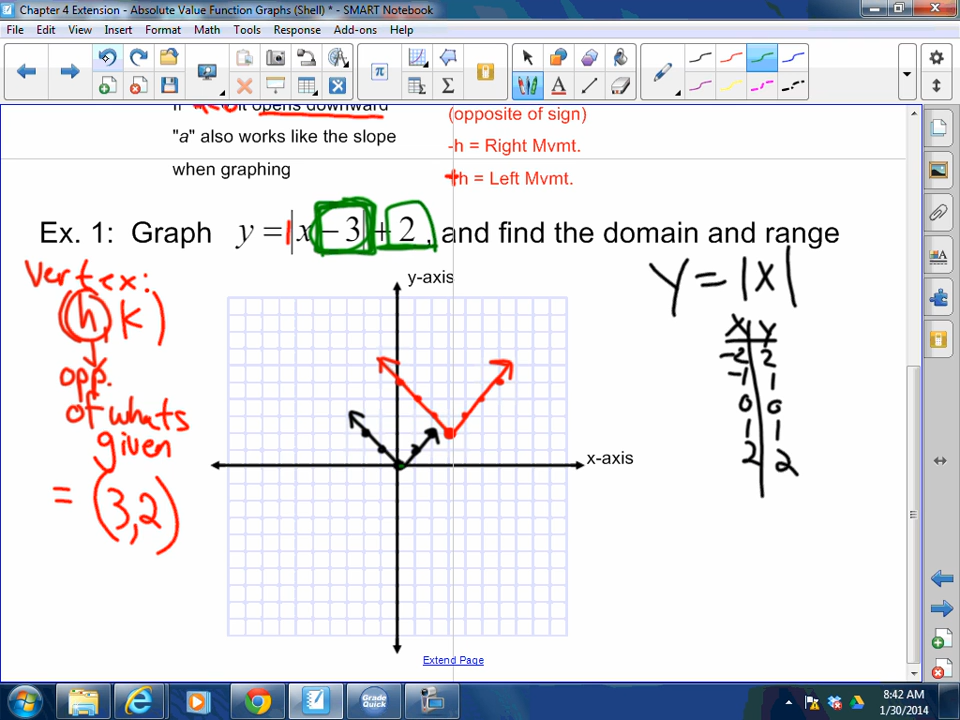 Chapter 4 Extension - Absolute Value Function Graphs (Shell) * - SMART Notebook
File Edit View Insert Format Math Tools Response Add-ons Help
it opens downward
"a" also works like the slope
when graphing
(opposite of sign)
-h = Right Mvmt.
+h = Left Mvmt.
Ex. 1: Graph y = 1|x − 3| + 2, and find the domain and range
vertex:
(h, k)
opp.
of whats
given
= (3,2)
y-axis
x-axis
Y = |X|
X Y
-2 2
-1 1
0 0
1 1
2 2
Extend Page
Grade Quick
8:42 AM
1/30/2014